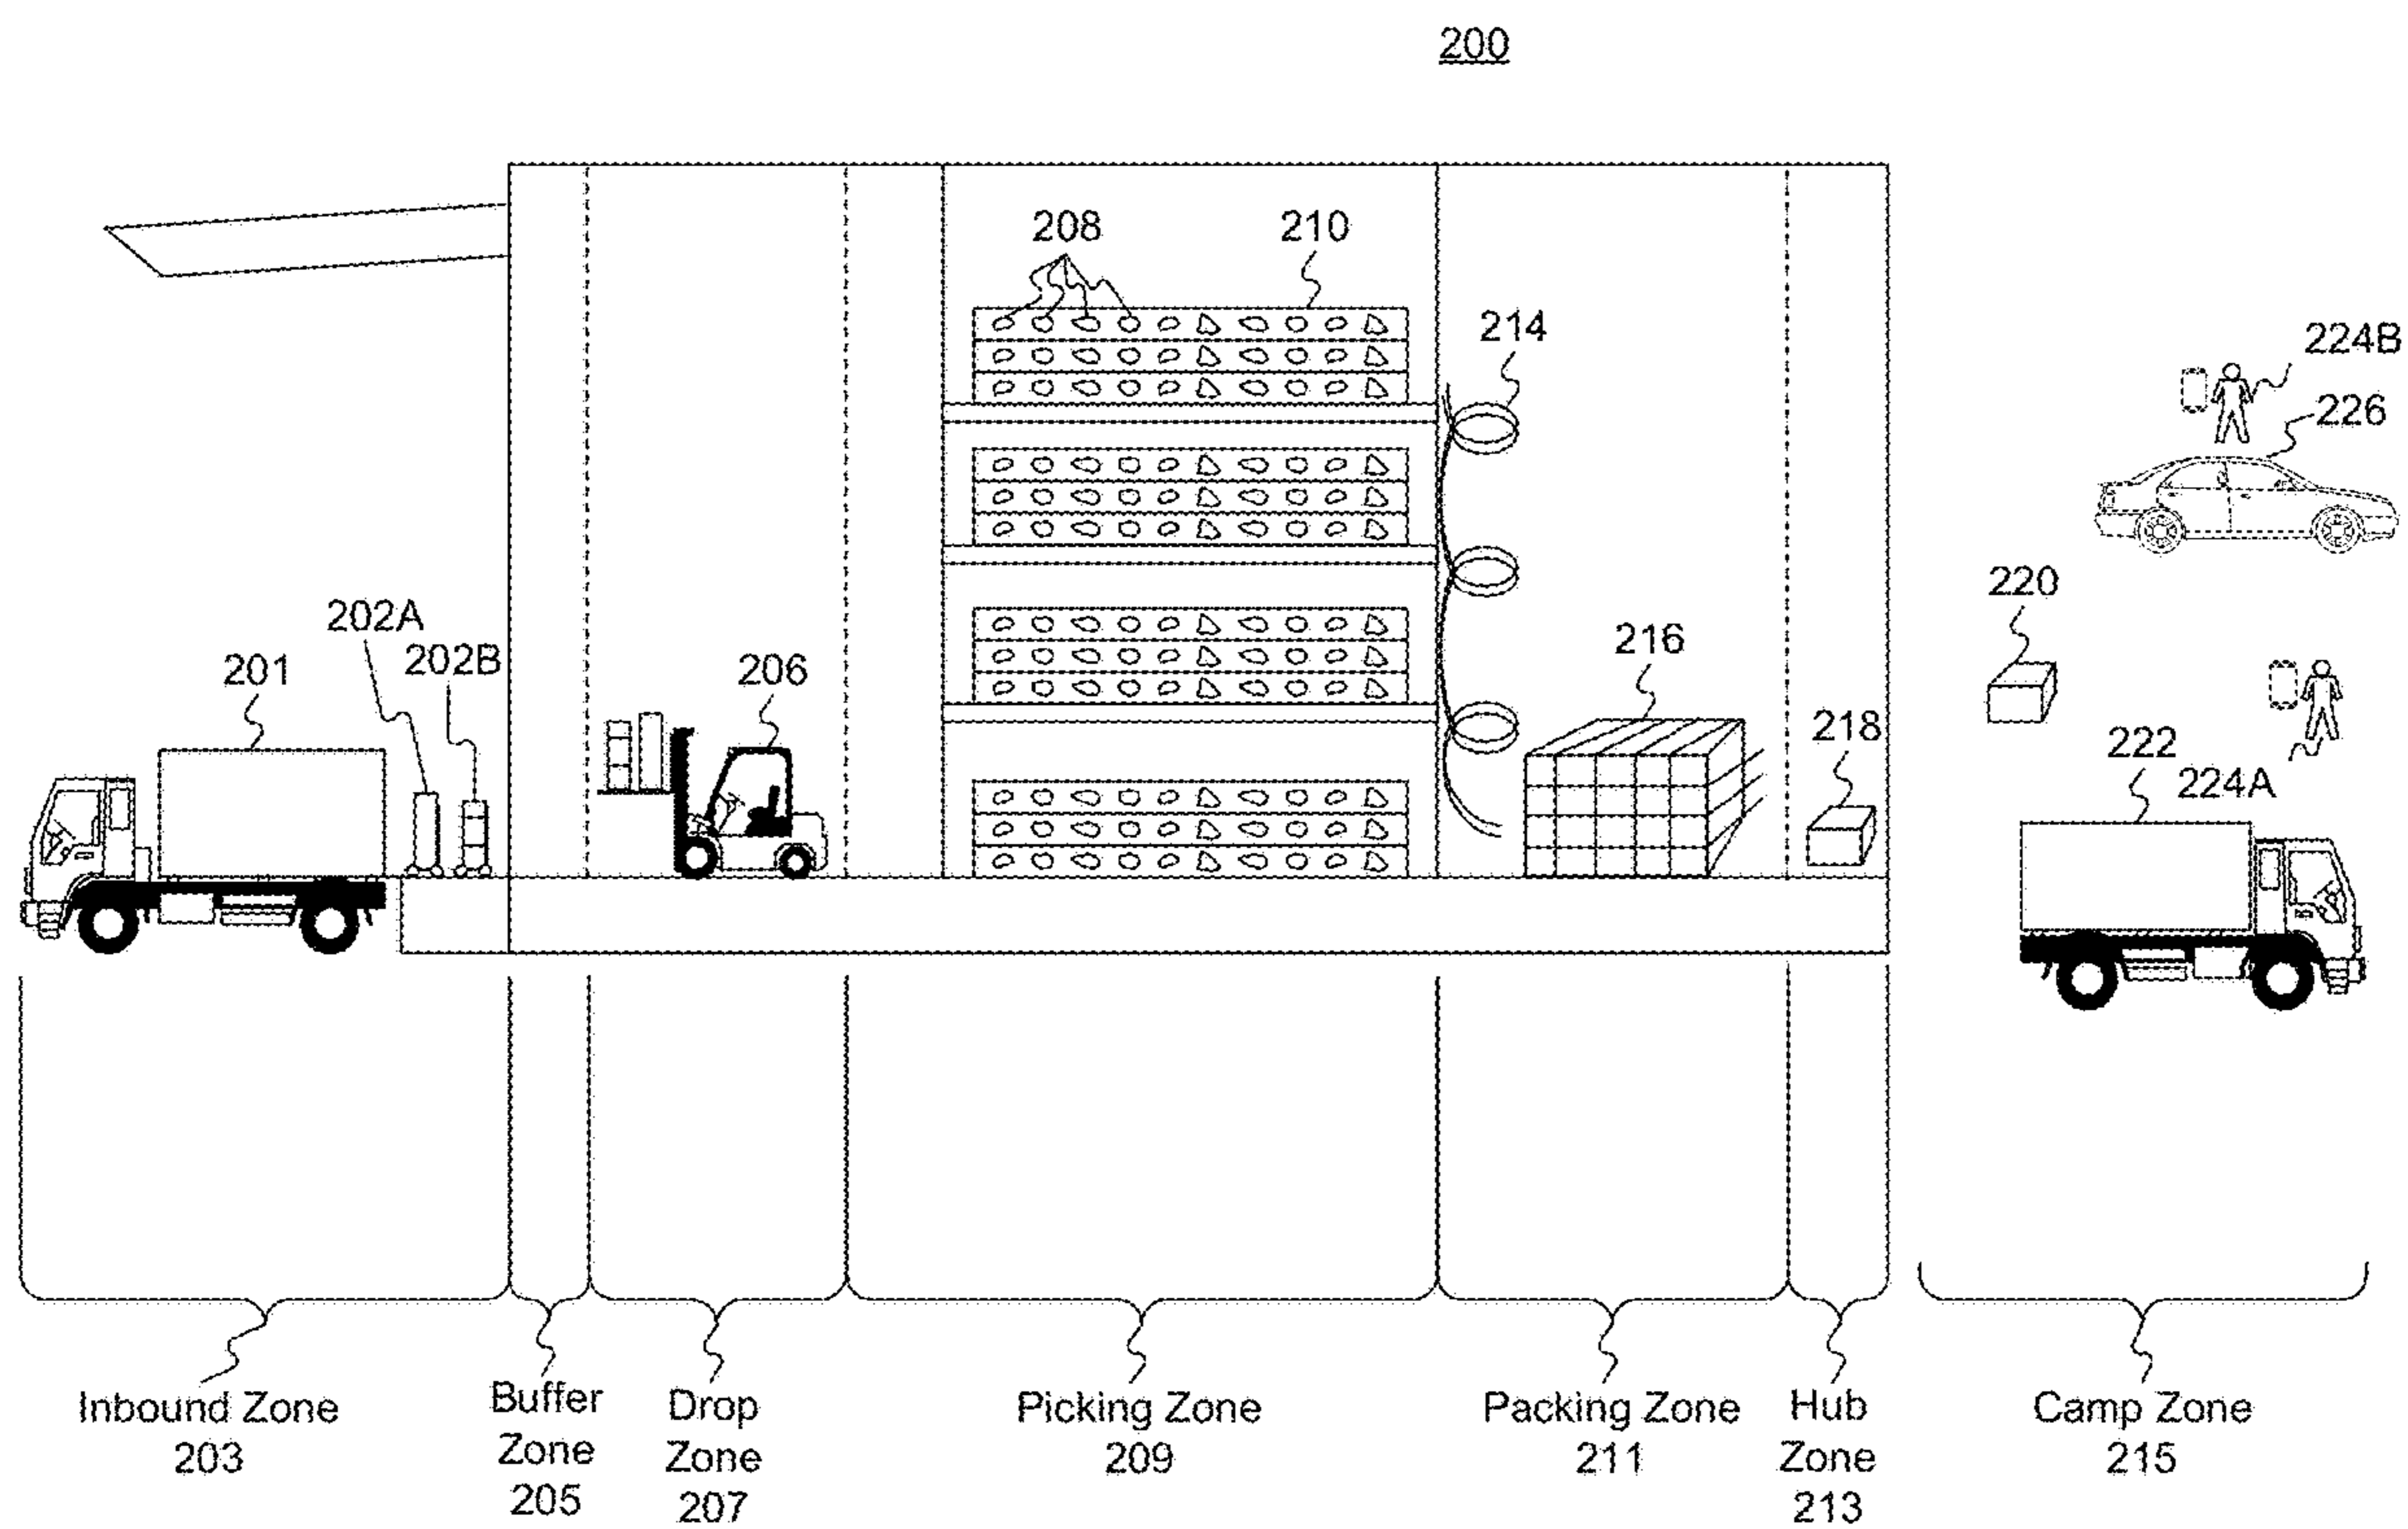 200
208
210
214
224B
226
202A
202B
201
206
216
218
220
222
224A
Inbound Zone
203
Buffer
Zone
205
Drop
Zone
207
Picking Zone
209
Packing Zone
211
Hub
Zone
213
Camp Zone
215